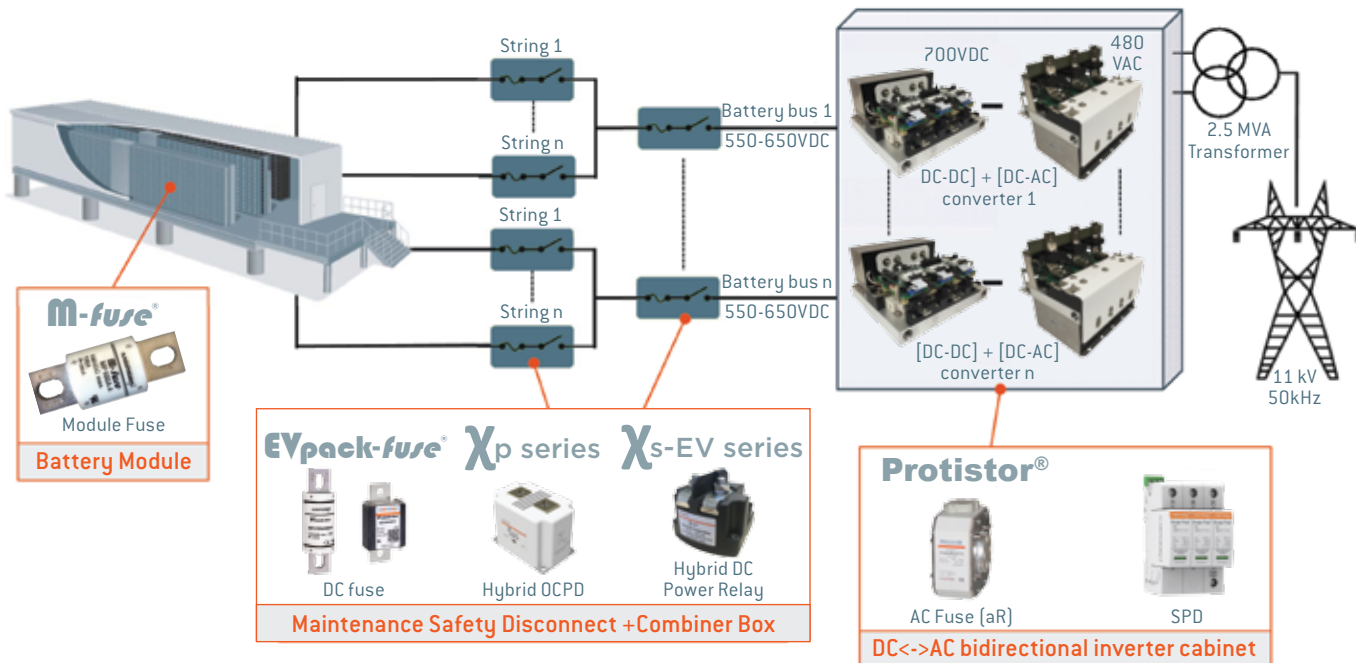 String 1
String n
String 1
String n
Battery bus 1
550-650VDC
Battery bus n
550-650VDC
700VDC
480
VAC
DC-DC] + [DC-AC]
converter 1
[DC-DC] + [DC-AC]
converter n
2.5 MVA
Transformer
11 kV
50kHz
M-fuse®
Module Fuse
Battery Module
EVpack-fuse®
DC fuse
Xp series
Hybrid OCPD
Xs-EV series
Hybrid DC
Power Relay
Maintenance Safety Disconnect +Combiner Box
Protistor®
AC Fuse (aR)
SPD
DC<->AC bidirectional inverter cabinet